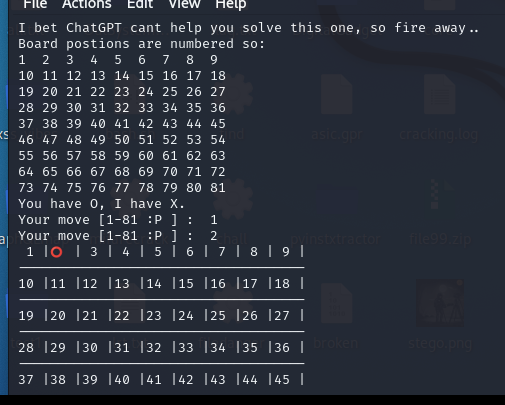 File Actions Edit View Help
I bet ChatGPT cant help you solve this one, so fire away..
Board postions are numbered so:
1 2 3 4 5 6 7 8 9
10 11 12 13 14 15 16 17 18
19 20 21 22 23 24 25 26 27
28 29 30 31 32 33 34 35 36
37 38 39 40 41 42 43 44 45
46 47 48 49 50 51 52 53 54
55 56 57 58 59 60 61 62 63
64 65 66 67 68 69 70 71 72
73 74 75 76 77 78 79 80 81
You have O, I have X.
Your move [1-81 :P ] : 1
Your move [1-81 :P ] : 2
1 |⭕ | 3 | 4 | 5 | 6 | 7 | 8 | 9 |
10 |11 |12 |13 |14 |15 |16 |17 |18 |
19 |20 |21 |22 |23 |24 |25 |26 |27 |
28 |29 |30 |31 |32 |33 |34 |35 |36 |
37 |38 |39 |40 |41 |42 |43 |44 |45 |
asic.gpr
cracking.log
broken
stego.png